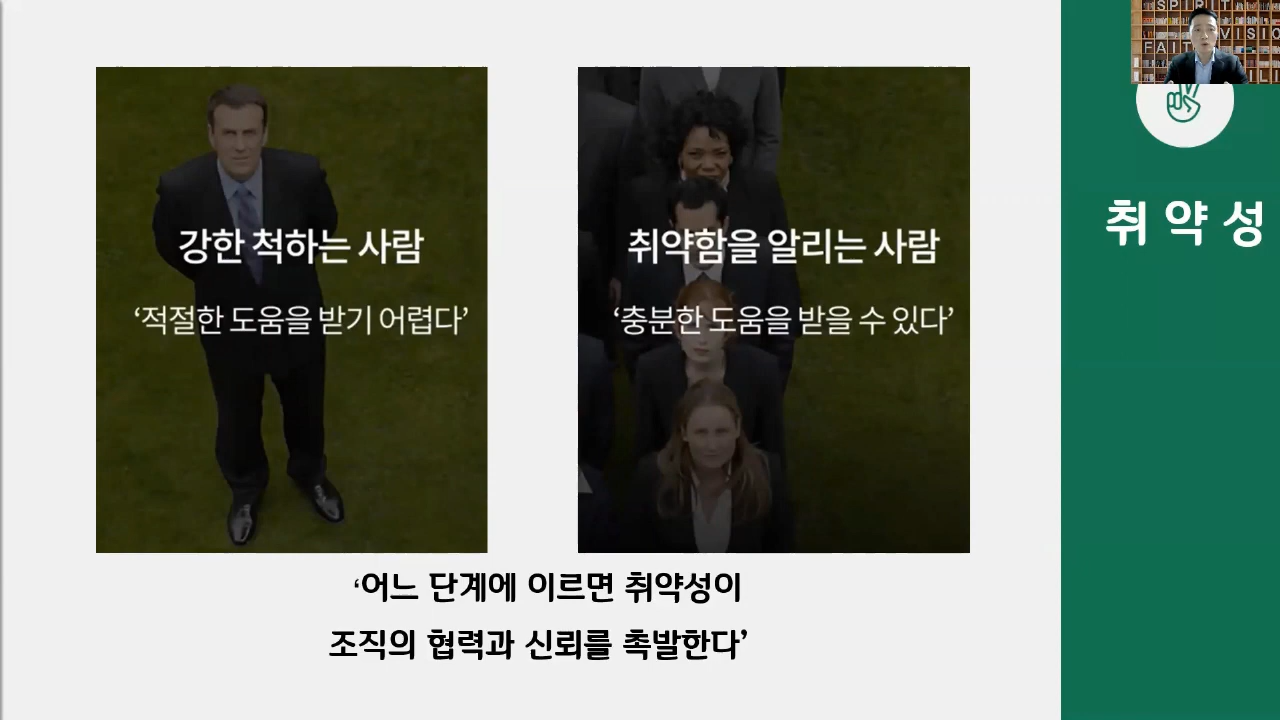 강한 척하는 사람
‘적절한 도움을 받기 어렵다’
취약함을 알리는 사람
‘충분한 도움을 받을 수 있다’
‘어느 단계에 이르면 취약성이
조직의 협력과 신뢰를 촉발한다’
SPIRIT
VISIO
FAIT
취약성